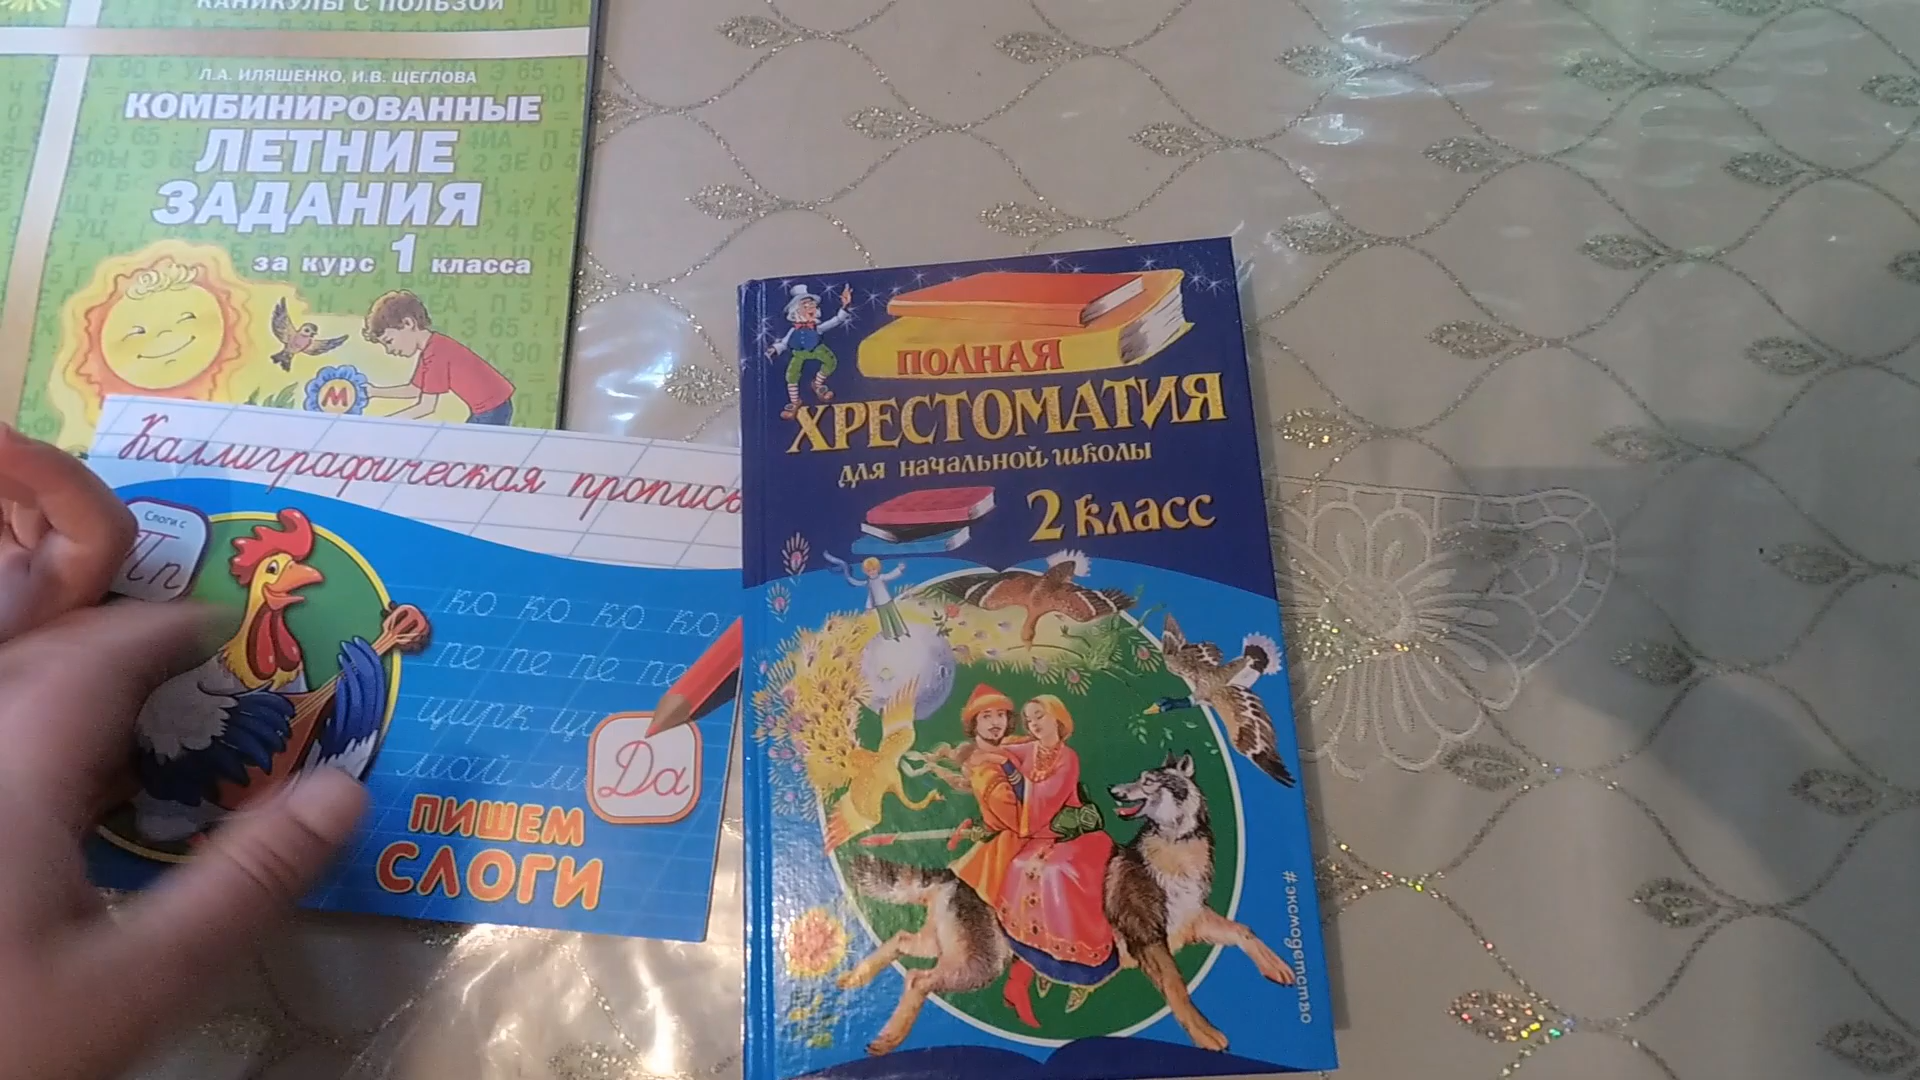 КАНИКУЛЫ С ПОЛЬЗОЙ
Л.А. ИЛЯШЕНКО, И.В. ЩЕГЛОВА
КОМБИНИРОВАННЫЕ
ЛЕТНИЕ
ЗАДАНИЯ
за курс 1 класса
М
Каллиграфическая пропись
Слоги с
Пп
ко ко ко ко
пе пе пе пе
цирк
май
Да
ПИШЕМ
СЛОГИ
ПОЛНАЯ
ХРЕСТОМАТИЯ
для начальной школы
2 класс
#эксмодетство